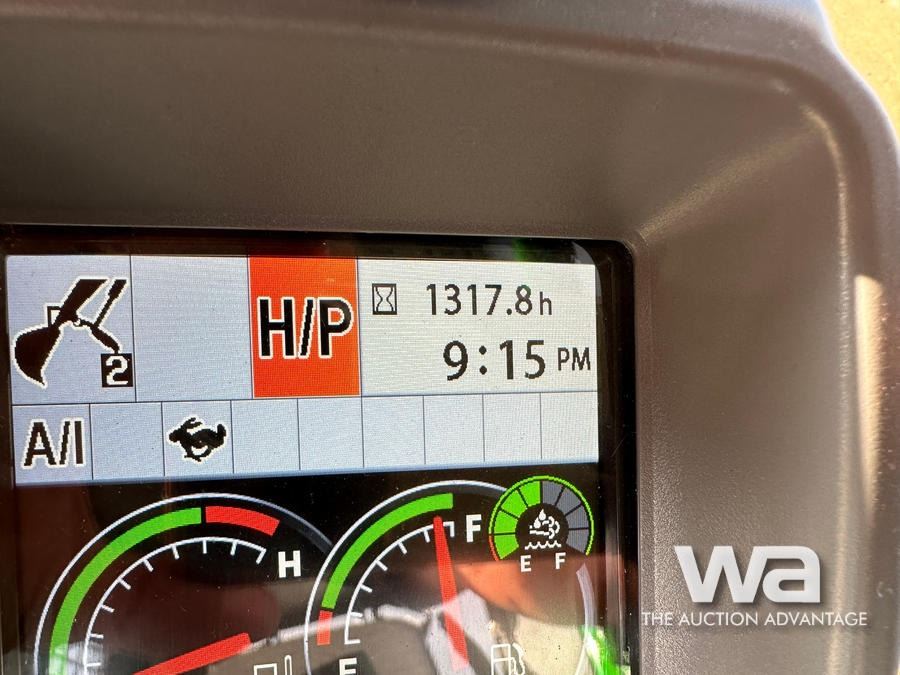 H/P
1317.8h
9:15 PM
2
A/I
H
F
E F
E
wa
THE AUCTION ADVANTAGE